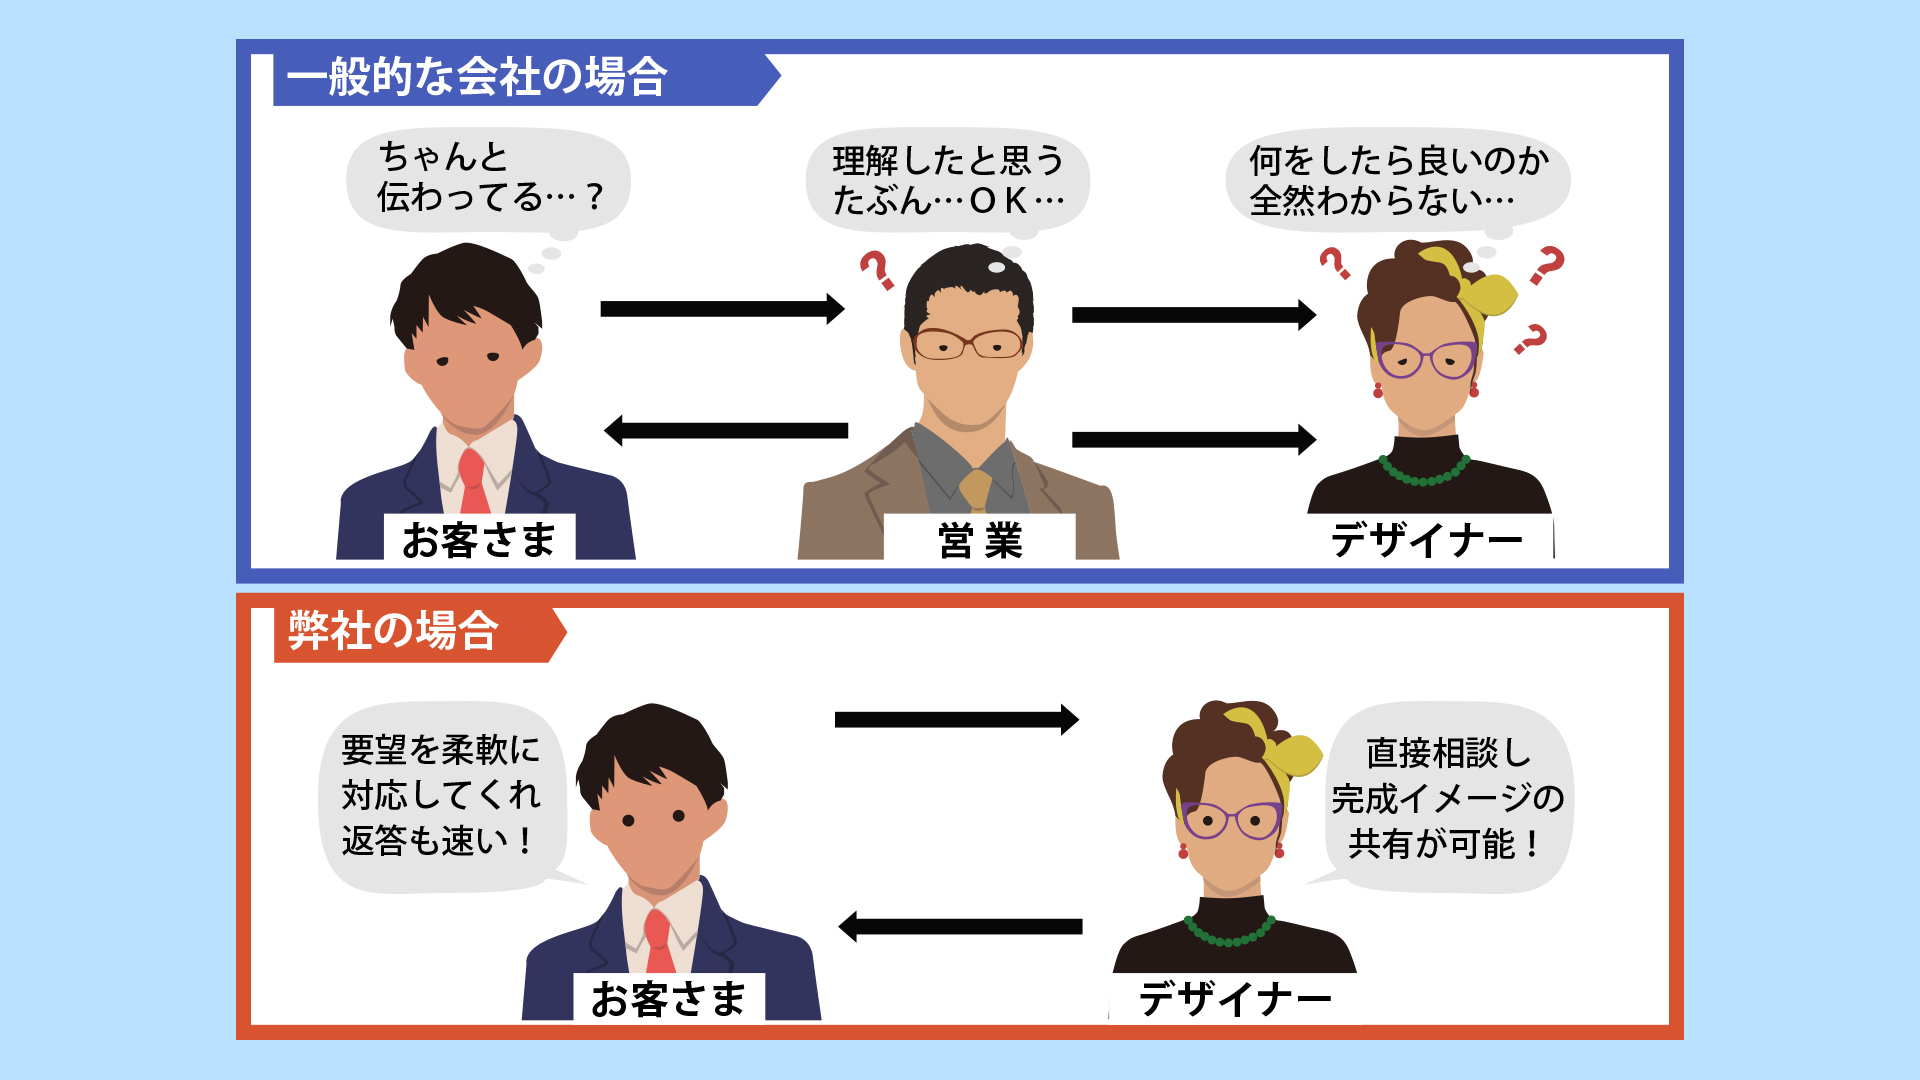 一般的な会社の場合
ちゃんと
伝わってる…？
理解したと思う
たぶん…ＯＫ…
何をしたら良いのか
全然わからない…
?
?
?
?
お客さま
営業
デザイナー
弊社の場合
要望を柔軟に
対応してくれ
返答も速い！
直接相談し
完成イメージの
共有が可能！
お客さま
デザイナー